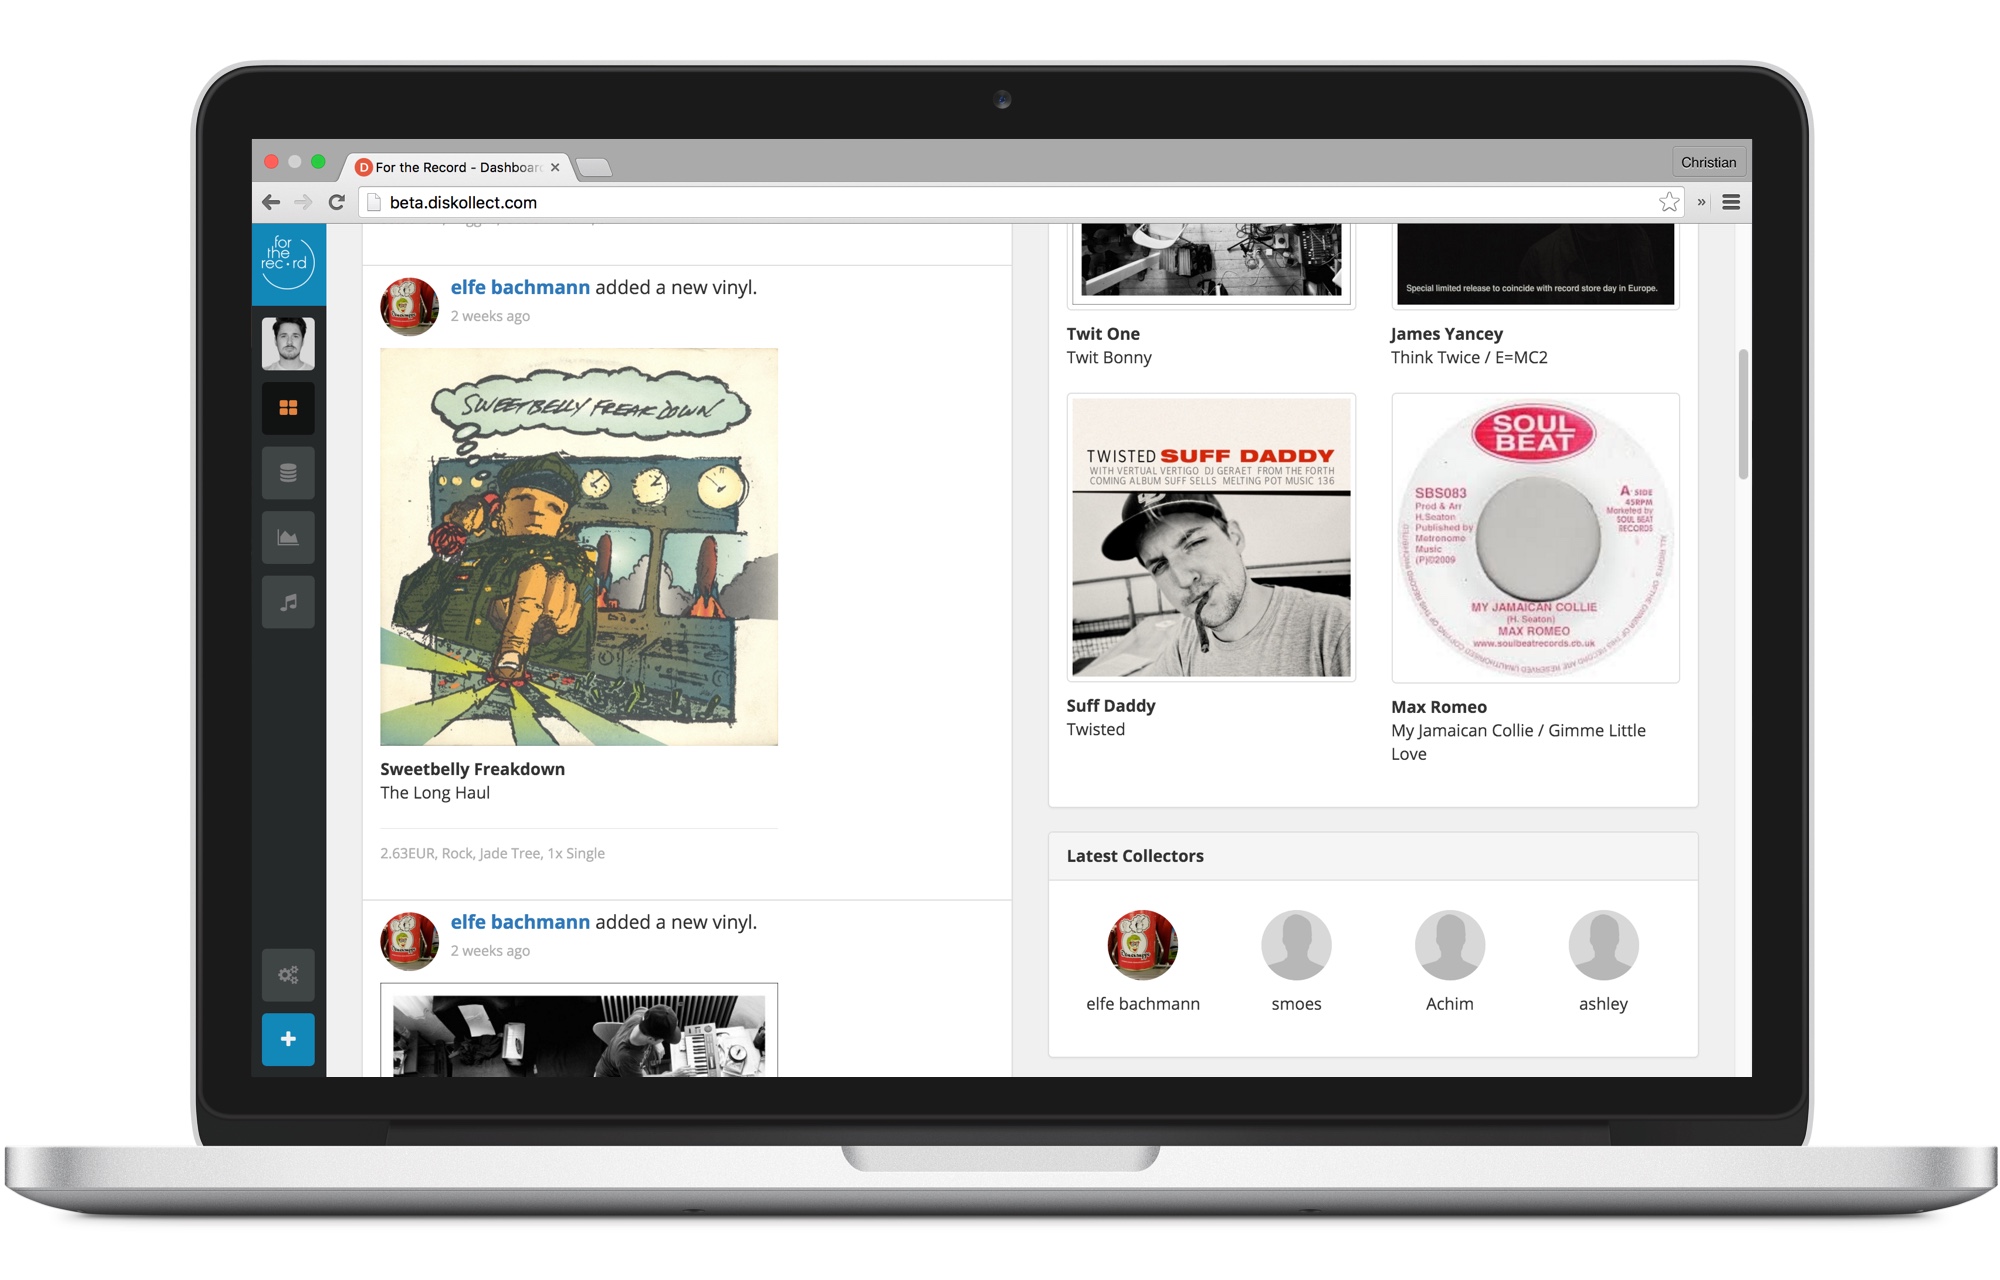 For the Record - Dashboar
Christian
beta.diskollect.com
for
the
rec•rd
elfe bachmann added a new vinyl.
2 weeks ago
SWEETBELLY FREAKDOWN
Sweetbelly Freakdown
The Long Haul
2.63EUR, Rock, Jade Tree, 1x Single
elfe bachmann added a new vinyl.
2 weeks ago
Special limited release to coincide with record store day in Europe.
Twit One
Twit Bonny
James Yancey
Think Twice / E=MC2
TWISTED SUFF DADDY
WITH VERTUAL VERTIGO DJ GERAET FROM THE FORTH
COMING ALBUM SUFF SELLS MELTING POT MUSIC 136
Suff Daddy
Twisted
SOUL
BEAT
SBS083
Prod & Arr
H.Seaton
Published by
Metronome
Music
(P)©2009
A-SIDE
45RPM
Marketed by
SOUL BEAT
RECORDS
MY JAMAICAN COLLIE
(H. Seaton)
MAX ROMEO
www.soulbeatrecords.co.uk
Max Romeo
My Jamaican Collie / Gimme Little
Love
Latest Collectors
elfe bachmann
smoes
Achim
ashley